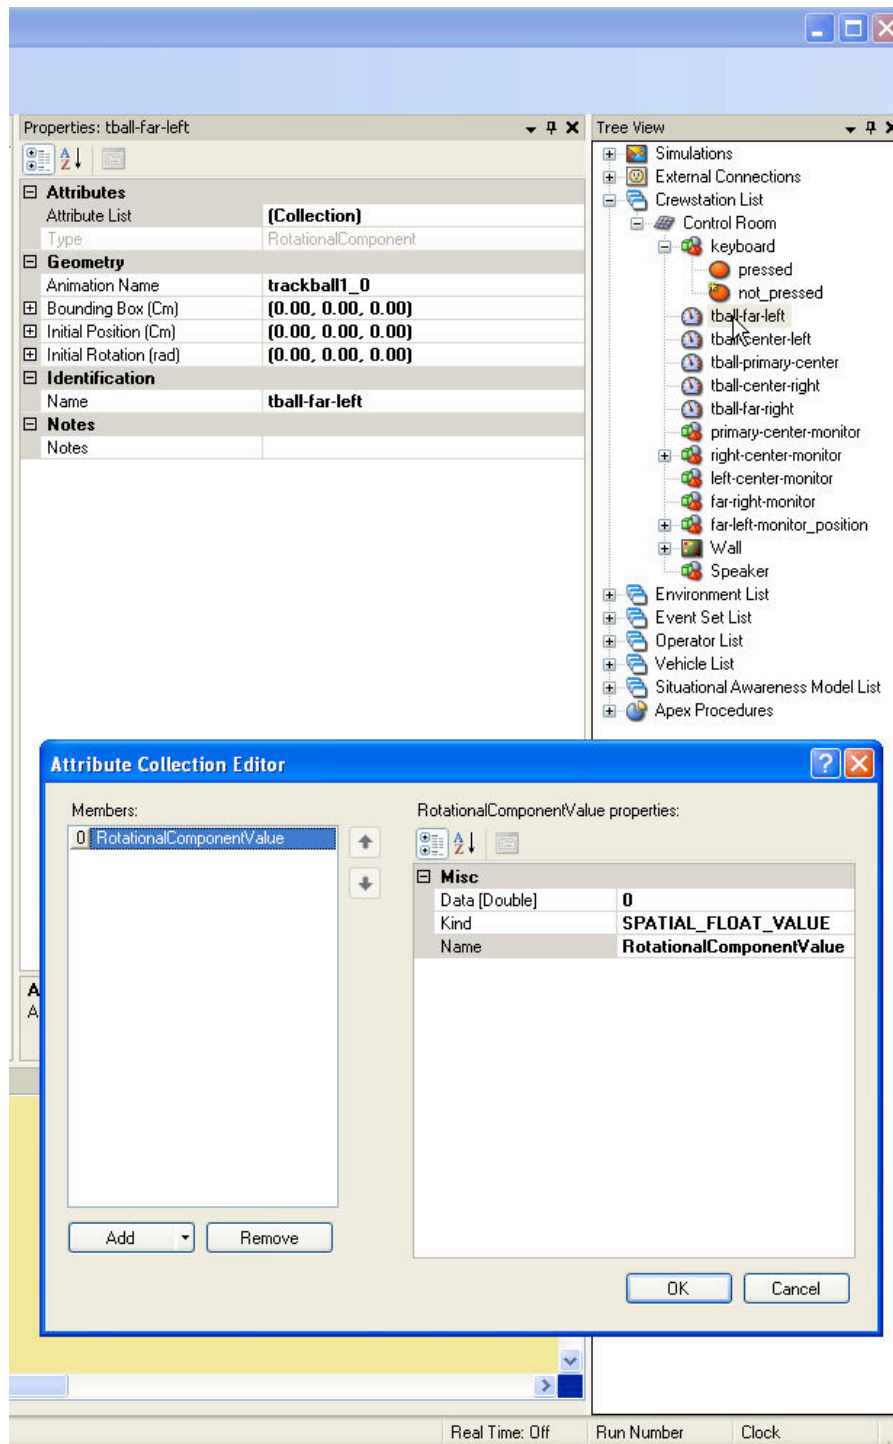 Properties: tball-far-left
Attributes
Attribute List (Collection)
Type RotationalComponent
Geometry
Animation Name trackball1_0
Bounding Box (Cm) (0.00, 0.00, 0.00)
Initial Position (Cm) (0.00, 0.00, 0.00)
Initial Rotation (rad) (0.00, 0.00, 0.00)
Identification
Name tball-far-left
Notes
Notes
Tree View
Simulations
External Connections
Crewstation List
Control Room
keyboard
pressed
not_pressed
tball-far-left
tball-center-left
tball-primary-center
tball-center-right
tball-far-right
primary-center-monitor
right-center-monitor
left-center-monitor
far-right-monitor
far-left-monitor_position
Wall
Speaker
Environment List
Event Set List
Operator List
Vehicle List
Situational Awareness Model List
Apex Procedures
A
A
Attribute Collection Editor
Members:
0 RotationalComponentValue
Add
Remove
RotationalComponentValue properties:
Misc
Data [Double] 0
Kind SPATIAL_FLOAT_VALUE
Name RotationalComponentValue
OK
Cancel
Real Time: Off Run Number Clock